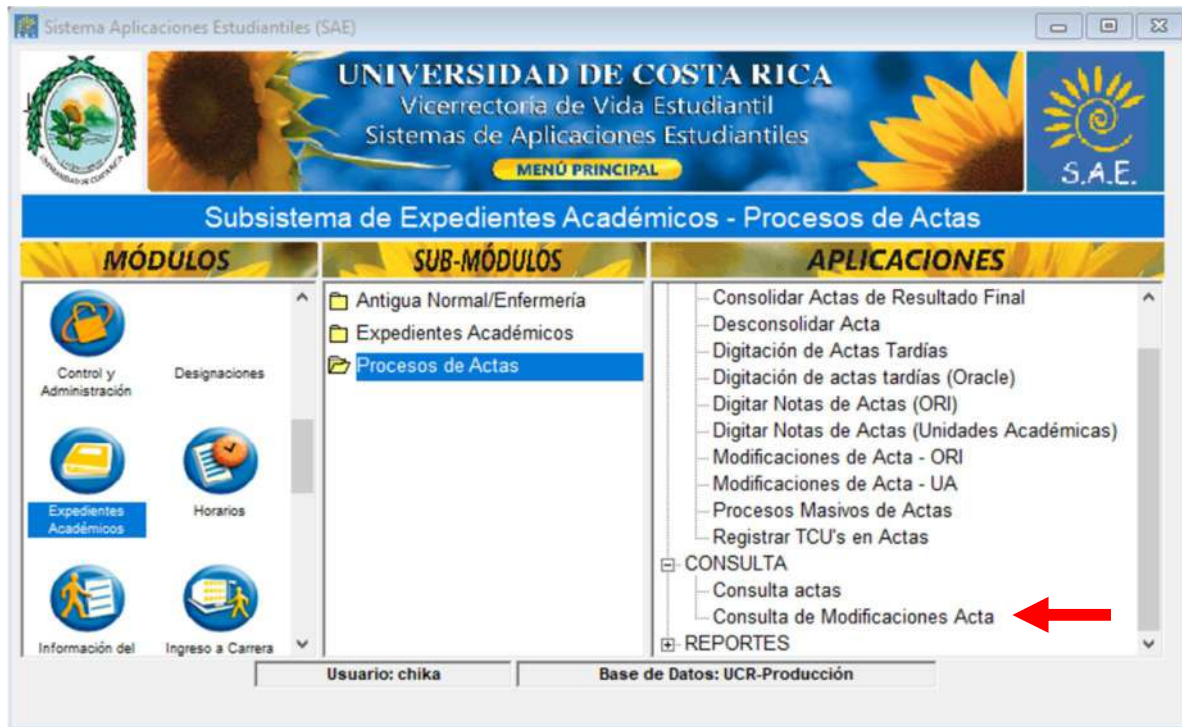 Sistema Aplicaciones Estudiantiles (SAE)
UNIVERSIDAD DE COSTA RICA
Vicerrectoría de Vida Estudiantil
Sistemas de Aplicaciones Estudiantiles
MENÚ PRINCIPAL
S.A.E.
Subsistema de Expedientes Académicos - Procesos de Actas
MÓDULOS
Control y
Administración
Designaciones
Expedientes
Académicos
Horarios
Información del
Ingreso a Carrera
SUB-MÓDULOS
Antigua Normal/Enfermería
Expedientes Académicos
Procesos de Actas
APLICACIONES
Consolidar Actas de Resultado Final
Desconsolidar Acta
Digitación de Actas Tardías
Digitación de actas tardías (Oracle)
Digitar Notas de Actas (ORI)
Digitar Notas de Actas (Unidades Académicas)
Modificaciones de Acta - ORI
Modificaciones de Acta - UA
Procesos Masivos de Actas
Registrar TCU's en Actas
CONSULTA
Consulta actas
Consulta de Modificaciones Acta
REPORTES
Usuario: chika
Base de Datos: UCR-Producción